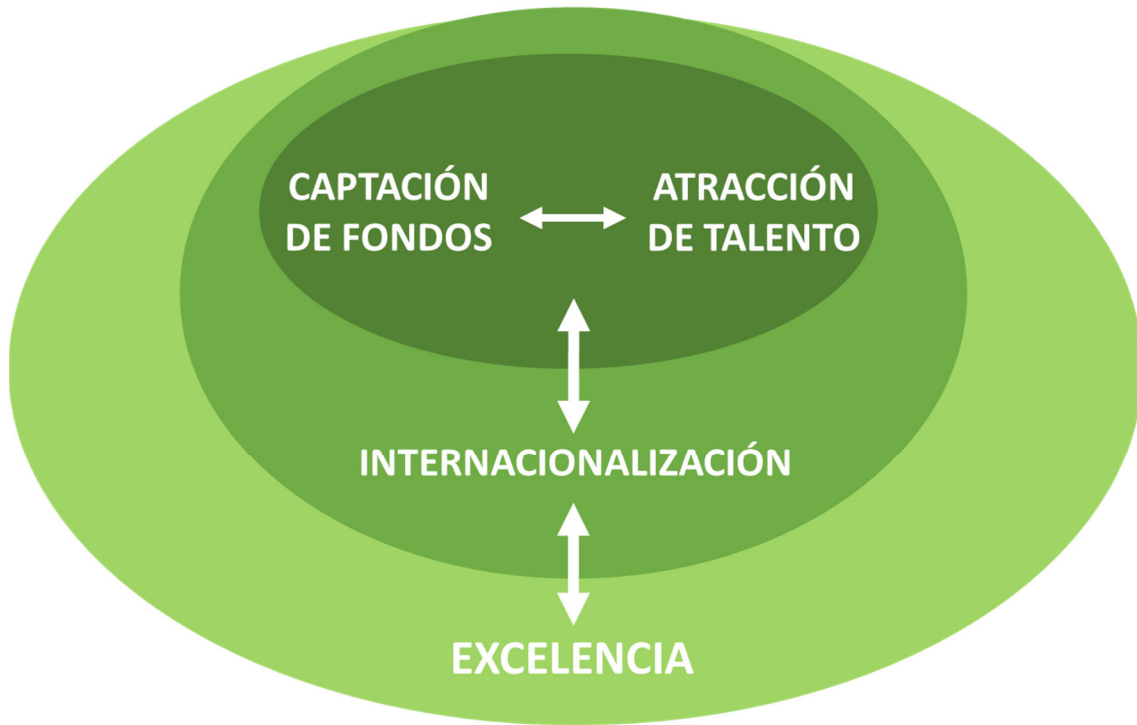 CAPTACIÓN
DE FONDOS
ATRACCIÓN
DE TALENTO
INTERNACIONALIZACIÓN
EXCELENCIA